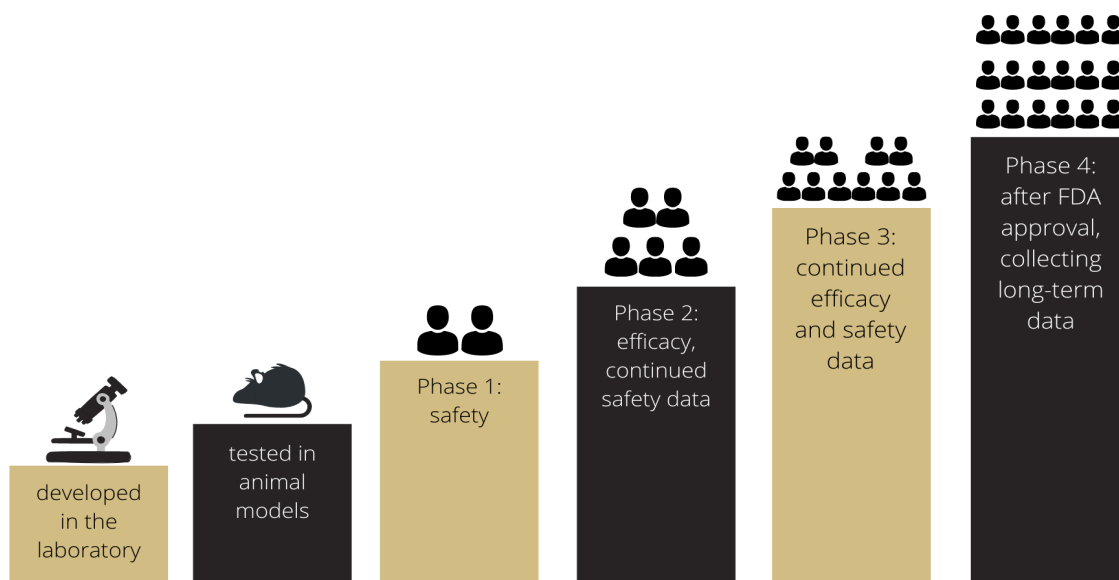 developed
in the
laboratory
tested in
animal
models
Phase 1:
safety
Phase 2:
efficacy,
continued
safety data
Phase 3:
continued
efficacy
and safety
data
Phase 4:
after FDA
approval,
collecting
long-term
data